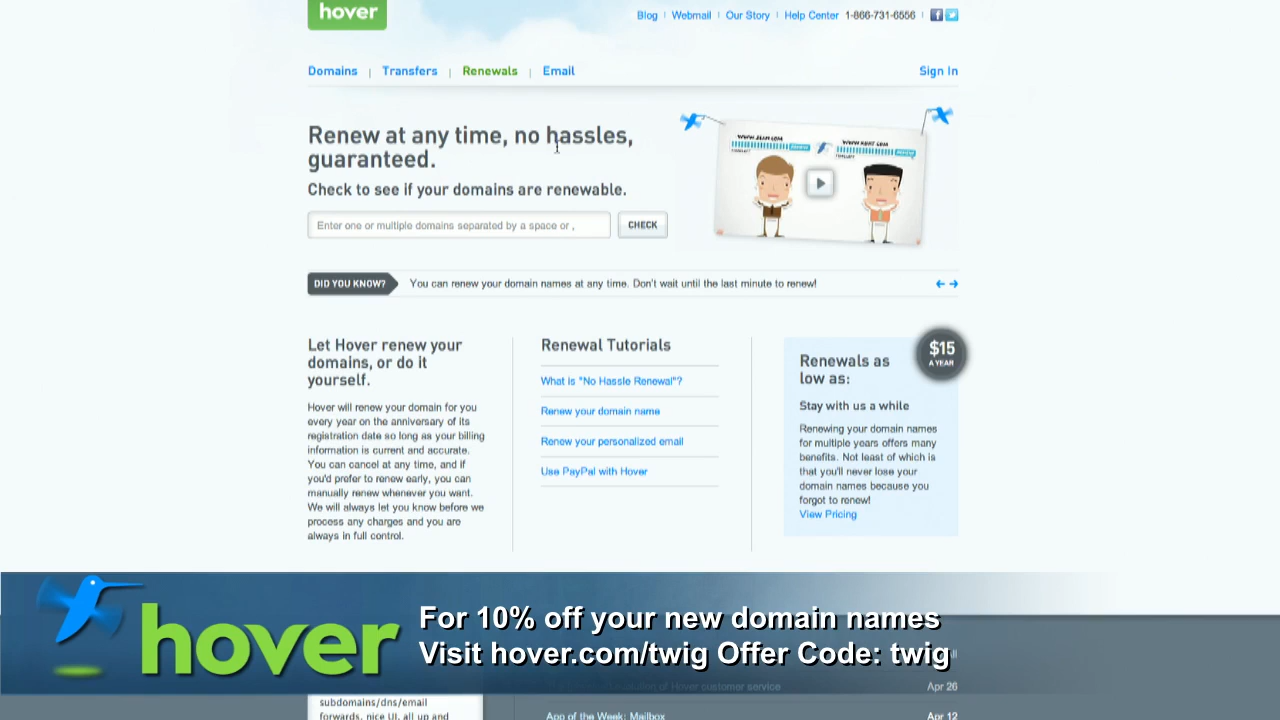 hover
Blog
Webmail
Our Story
Help Center
1-866-731-6556
Domains
Transfers
Renewals
Email
Sign In
Renew at any time, no hassles,
guaranteed.
Check to see if your domains are renewable.
Enter one or multiple domains separated by a space or ,
CHECK
DID YOU KNOW?
You can renew your domain names at any time. Don't wait until the last minute to renew!
Let Hover renew your
domains, or do it
yourself.
Hover will renew your domain for you
every year on the anniversary of its
registration date so long as your billing
information is current and accurate.
You can cancel at any time, and if
you'd prefer to renew early, you can
manually renew whenever you want.
We will always let you know before we
process any charges and you are
always in full control.
Renewal Tutorials
What is "No Hassle Renewal"?
Renew your domain name
Renew your personalized email
Use PayPal with Hover
$15
A YEAR
Renewals as
low as:
Stay with us a while
Renewing your domain names
for multiple years offers many
benefits. Not least of which is
that you'll never lose your
domain names because you
forgot to renew!
View Pricing
hover
For 10% off your new domain names
Visit hover.com/twig Offer Code: twig
of Hover customer service
Apr 26
subdomains/dns/email
forwards, nice UI, all up and
App of the Week: Mailbox
Apr 12